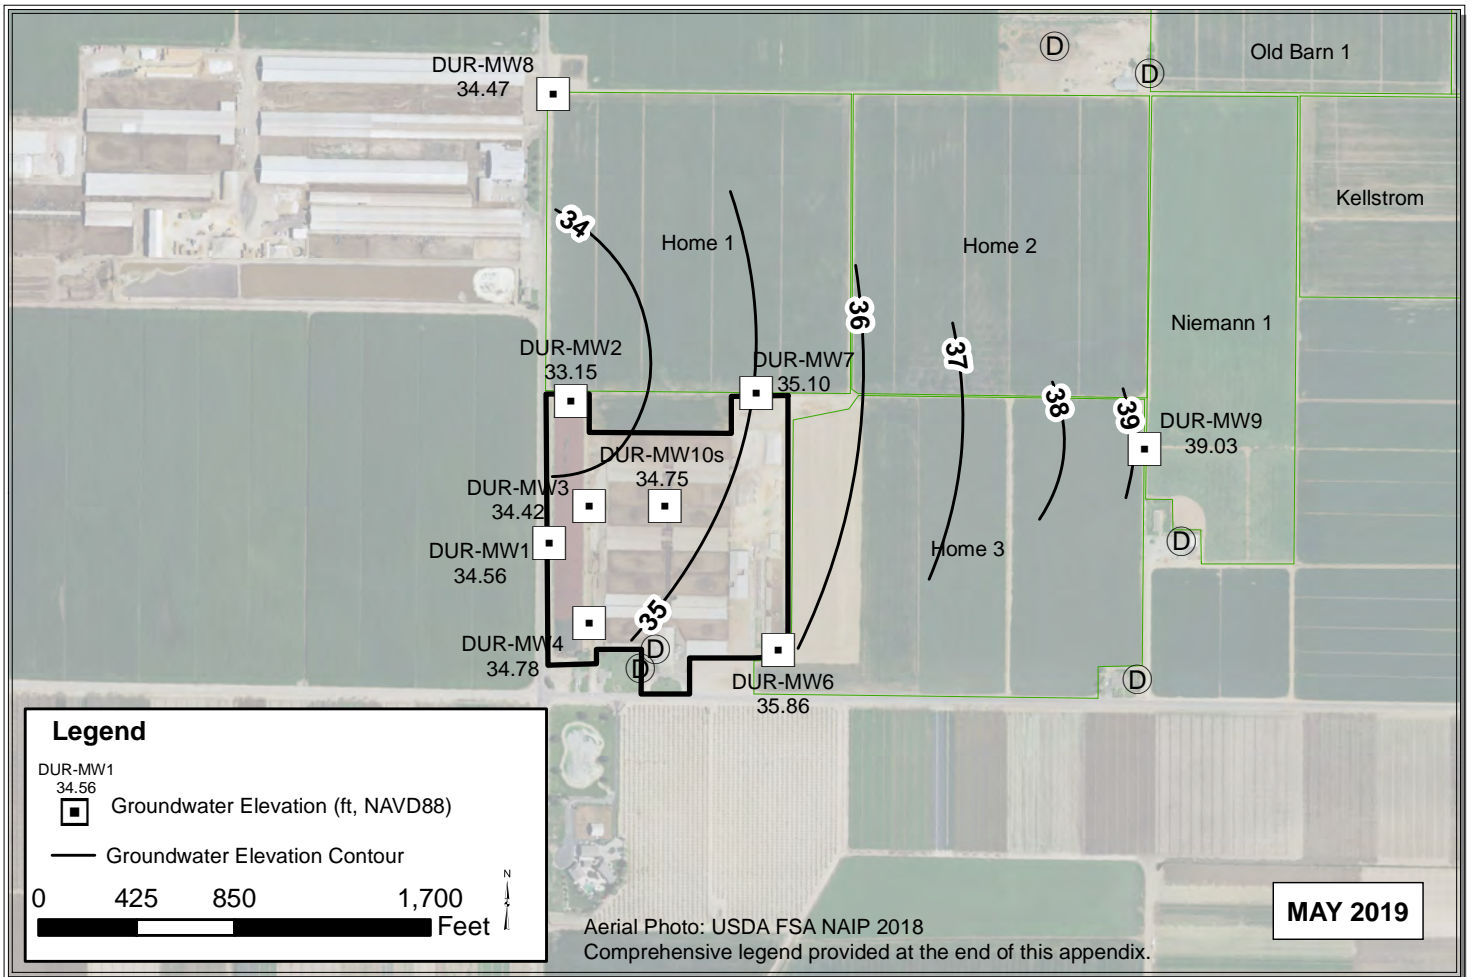 Old Barn 1
D
D
DUR-MW8
34.47
Kellstrom
34
Home 1
Home 2
36
Niemann 1
DUR-MW2
33.15
37
DUR-MW7
35.10
38
39
DUR-MW9
39.03
DUR-MW10s
34.75
DUR-MW3
34.42
DUR-MW1
34.56
D
Home 3
35
DUR-MW4
34.78
D
D
D
DUR-MW6
35.86
Legend
DUR-MW1
34.56
Groundwater Elevation (ft, NAVD88)
Groundwater Elevation Contour
N
0 425 850 1,700
Feet
MAY 2019
Aerial Photo: USDA FSA NAIP 2018
Comprehensive legend provided at the end of this appendix.